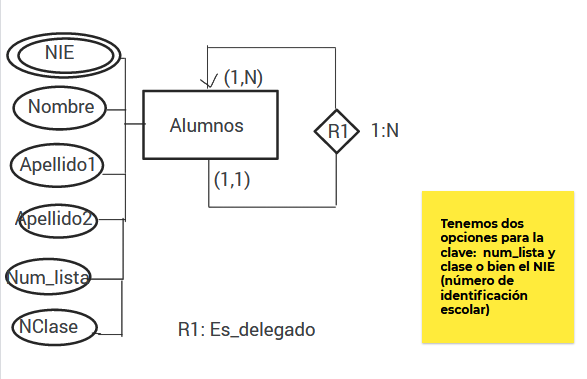 NIE
(1,N)
Nombre
Alumnos
R1
1:N
Apellido1
(1,1)
Apellido2
Num_lista
NClase
R1: Es_delegado
Tenemos dos
opciones para la
clave: num_lista y
clase o bien el NIE
(número de
identificación
escolar)